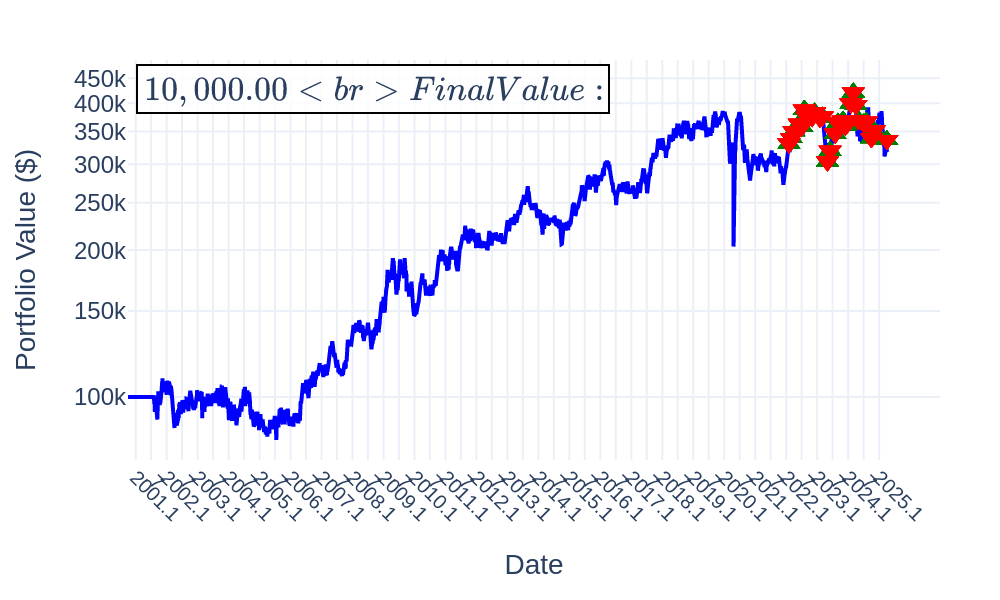 10,000.00 < br > FinalValue :
450k
400k
350k
300k
250k
200k
150k
100k
Portfolio Value ($)
2001.1
2002.1
2003.1
2004.1
2005.1
2006.1
2007.1
2008.1
2009.1
2010.1
2011.1
2012.1
2013.1
2014.1
2015.1
2016.1
2017.1
2018.1
2019.1
2020.1
2021.1
2022.1
2023.1
2024.1
2025.1
Date